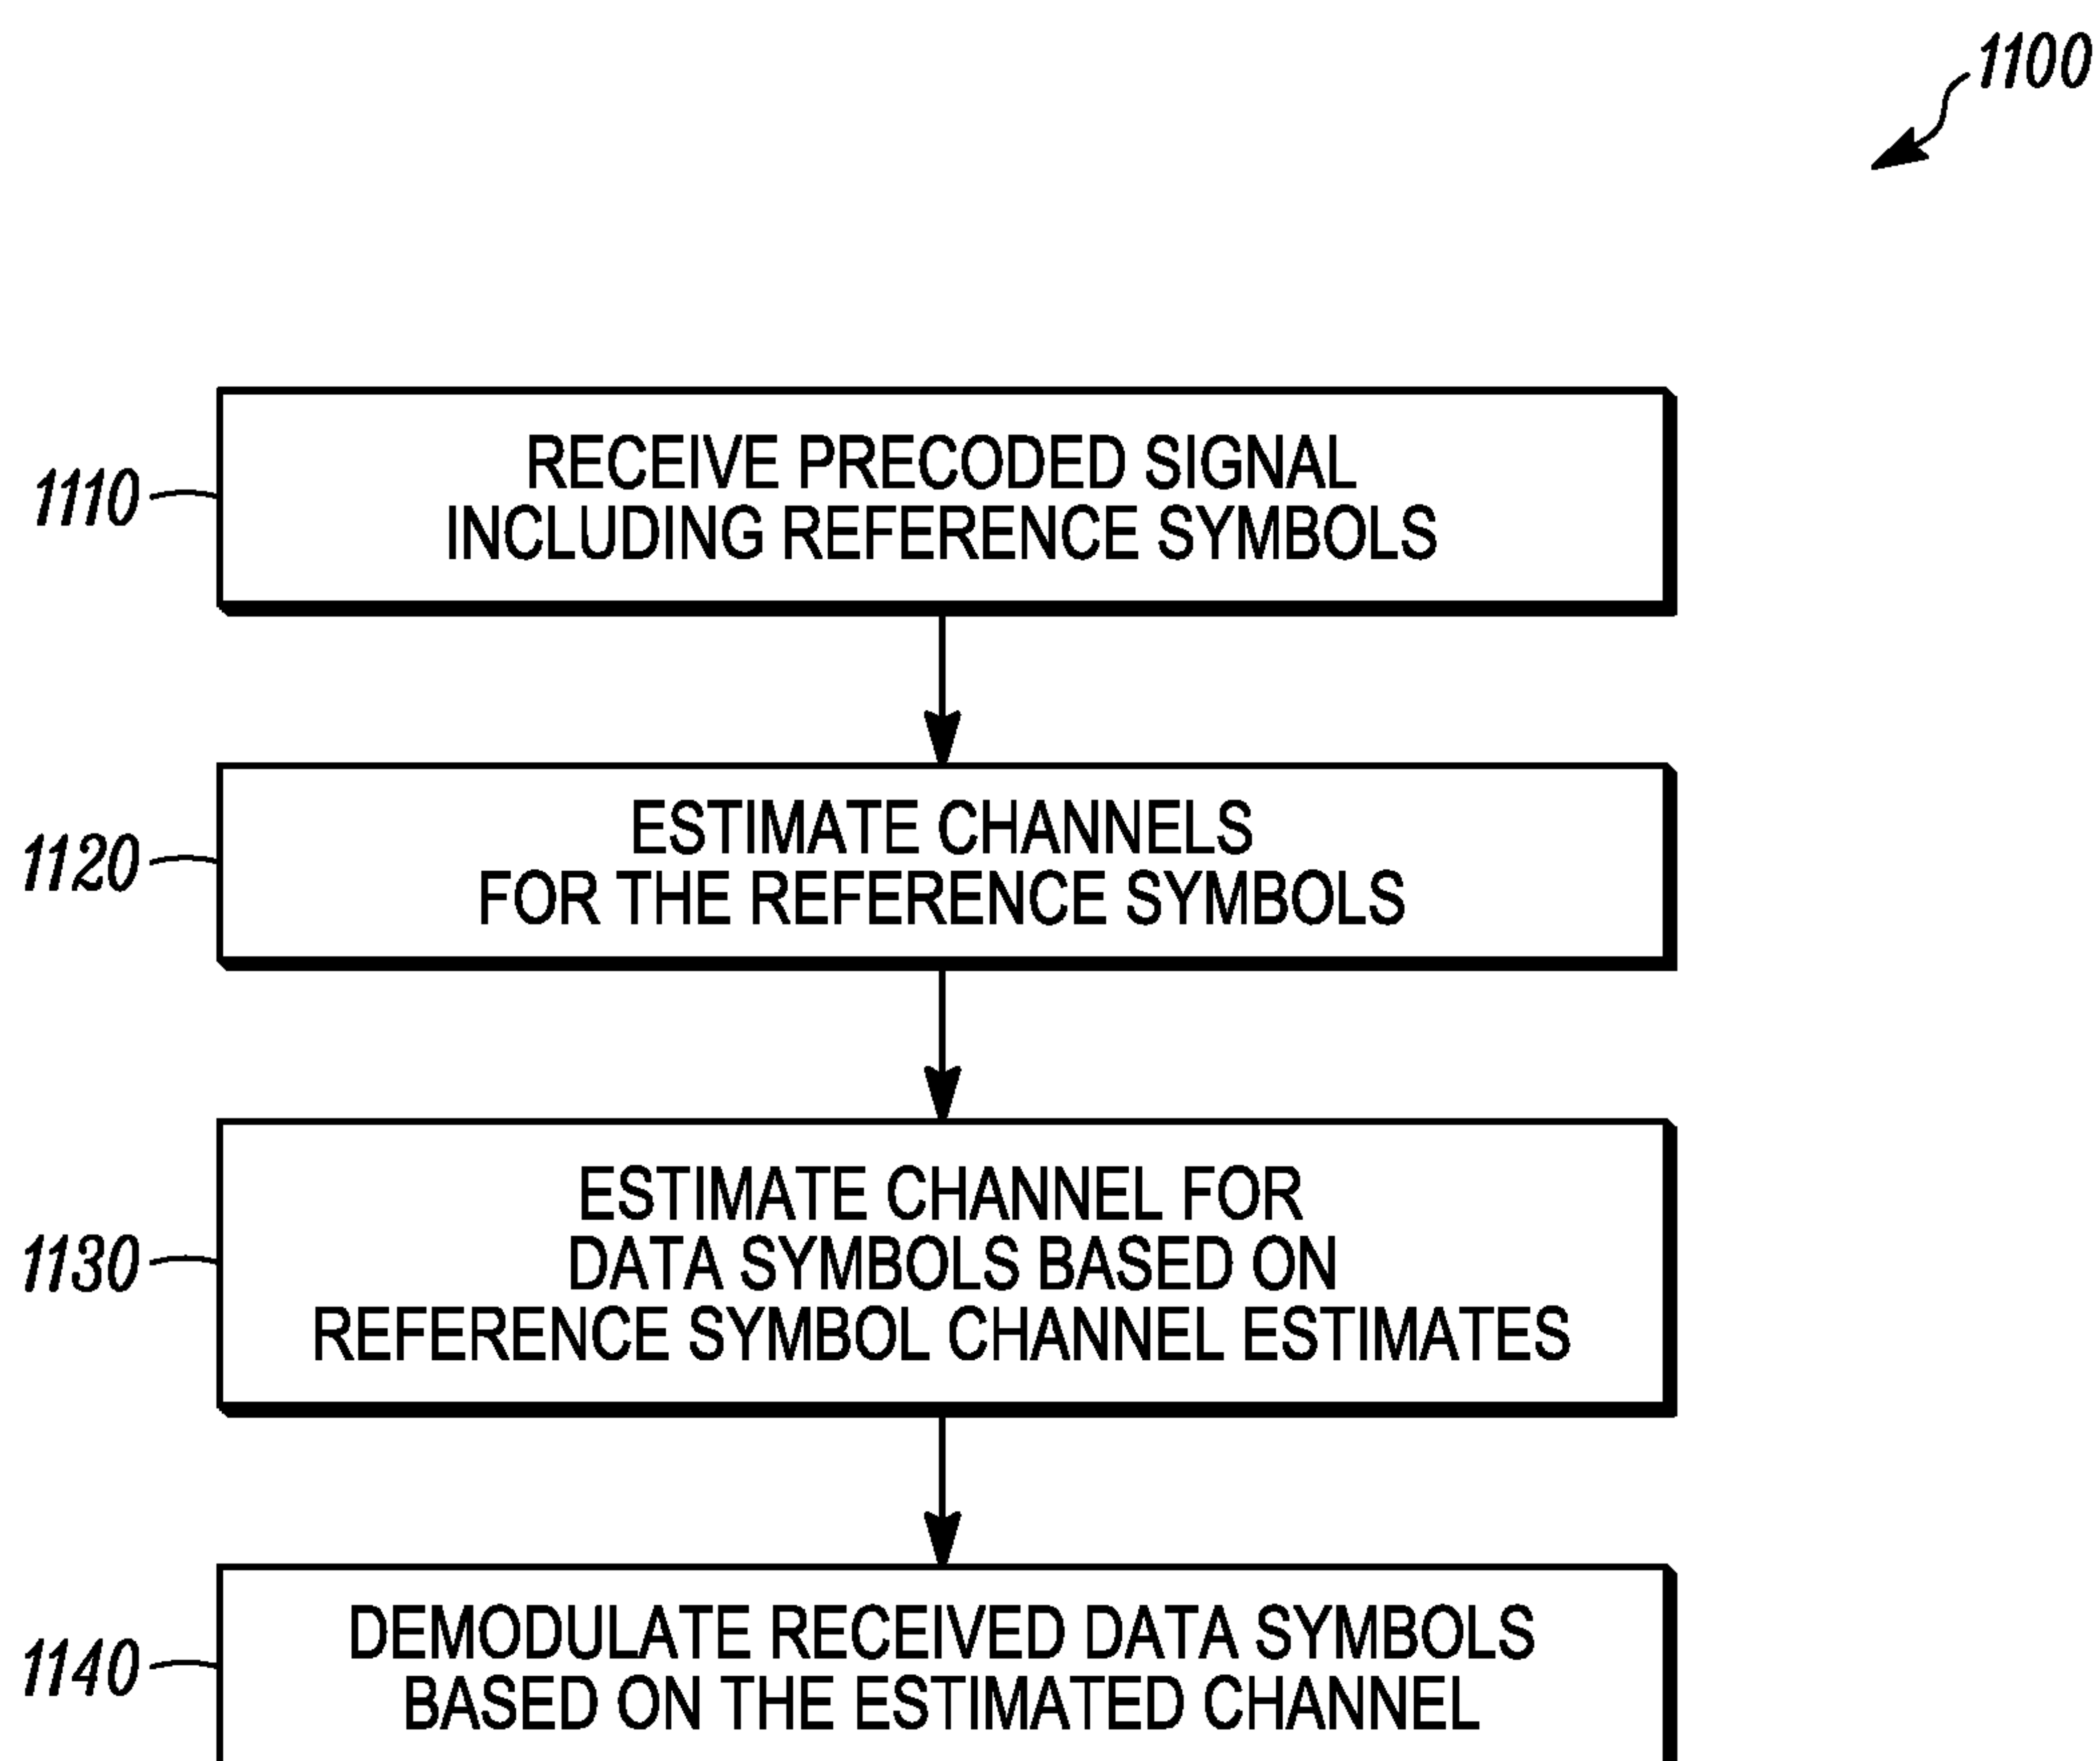 1100
1110
RECEIVE PRECODED SIGNAL
INCLUDING REFERENCE SYMBOLS
1120
ESTIMATE CHANNELS
FOR THE REFERENCE SYMBOLS
1130
ESTIMATE CHANNEL FOR
DATA SYMBOLS BASED ON
REFERENCE SYMBOL CHANNEL ESTIMATES
1140
DEMODULATE RECEIVED DATA SYMBOLS
BASED ON THE ESTIMATED CHANNEL